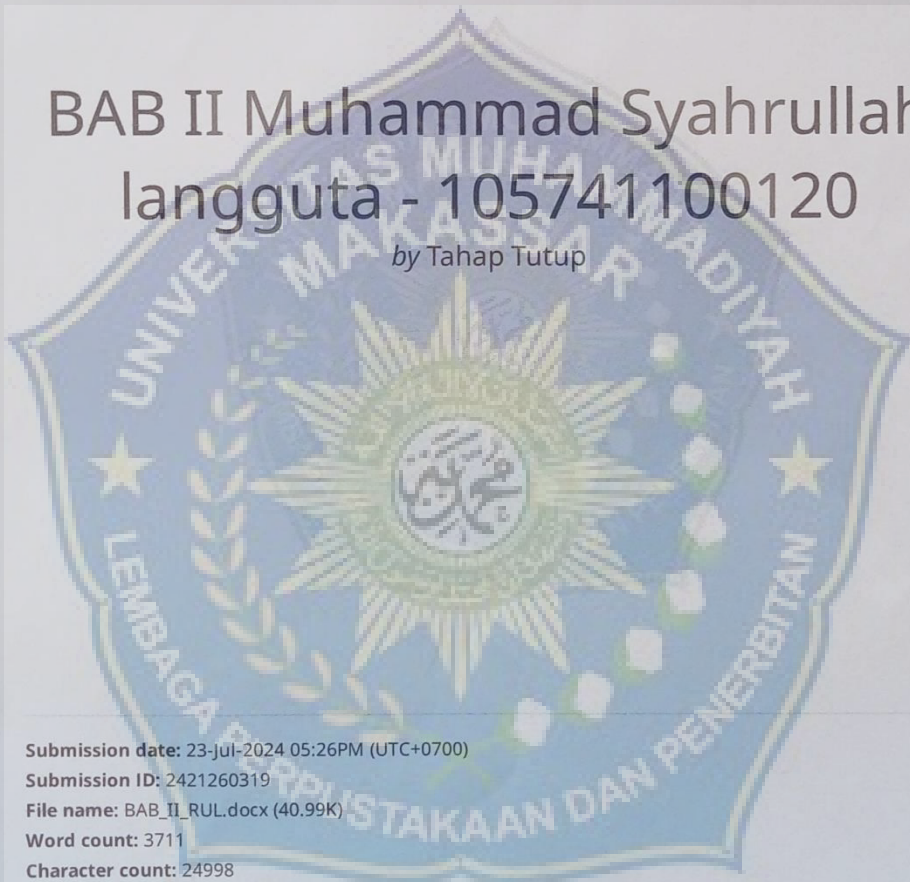 BAB II Muhammad Syahrullah
langguta - 105741100120
by Tahap Tutup
UNIVERSITAS MUHAMMADIYAH
MAKASSAR
محمد
LEMBAGA PERPUSTAKAAN DAN PENERBITAN
Submission date: 23-Jul-2024 05:26PM (UTC+0700)
Submission ID: 2421260319
File name: BAB_II_RUL.docx (40.99K)
Word count: 3711
Character count: 24998